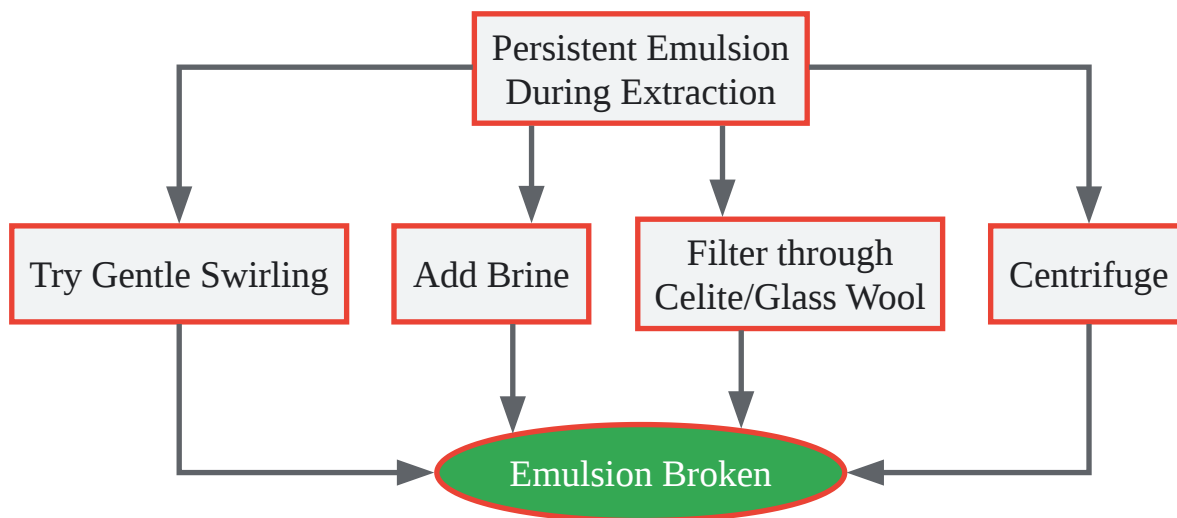 Persistent Emulsion
During Extraction
Try Gentle Swirling
Add Brine
Filter through
Celite/Glass Wool
Centrifuge
Emulsion Broken